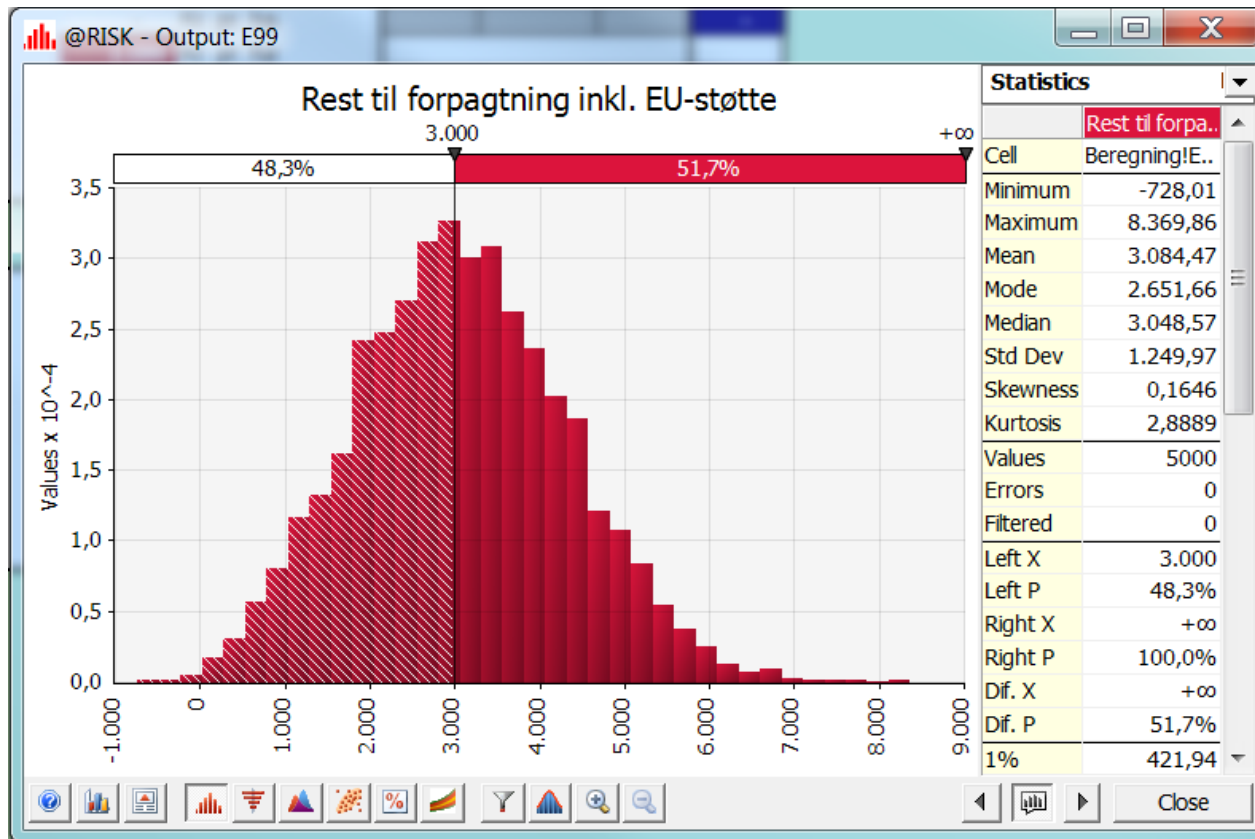 @RISK - Output: E99
Rest til forpagtning inkl. EU-støtte
3.000 +∞
48,3% 51,7%
3,5
3,0
2,5
2,0
1,5
1,0
0,5
0,0
Values x 10^-4
-1.000 0 1.000 2.000 3.000 4.000 5.000 6.000 7.000 8.000 9.000
Statistics
Rest til forpa..
Cell Beregning!E..
Minimum -728,01
Maximum 8.369,86
Mean 3.084,47
Mode 2.651,66
Median 3.048,57
Std Dev 1.249,97
Skewness 0,1646
Kurtosis 2,8889
Values 5000
Errors 0
Filtered 0
Left X 3.000
Left P 48,3%
Right X +∞
Right P 100,0%
Dif. X +∞
Dif. P 51,7%
1% 421,94
Close